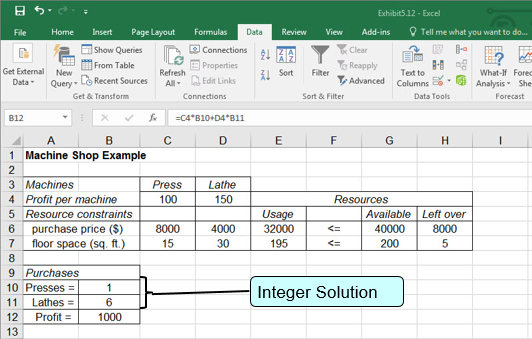 Exhibit5.12 - Excel
File Home Insert Page Layout Formulas Data Review View Add-ins Tell me what you want to do...
Get External Data
New Query
Show Queries
From Table
Recent Sources
Get & Transform
Refresh All
Connections
Properties
Edit Links
Connections
Sort
Filter
Clear
Reapply
Advanced
Sort & Filter
Text to Columns
Data Tools
What-If Analysis
Fore
Shee
Forecast
B12 fx =C4*B10+D4*B11
A B C D E F G H I
1 Machine Shop Example
2
3 Machines Press Lathe
4 Profit per machine 100 150 Resources
5 Resource constraints Usage Available Left over
6 purchase price ($) 8000 4000 32000 <= 40000 8000
7 floor space (sq. ft.) 15 30 195 <= 200 5
8
9 Purchases
10 Presses = 1
11 Lathes = 6
12 Profit = 1000
13
Integer Solution